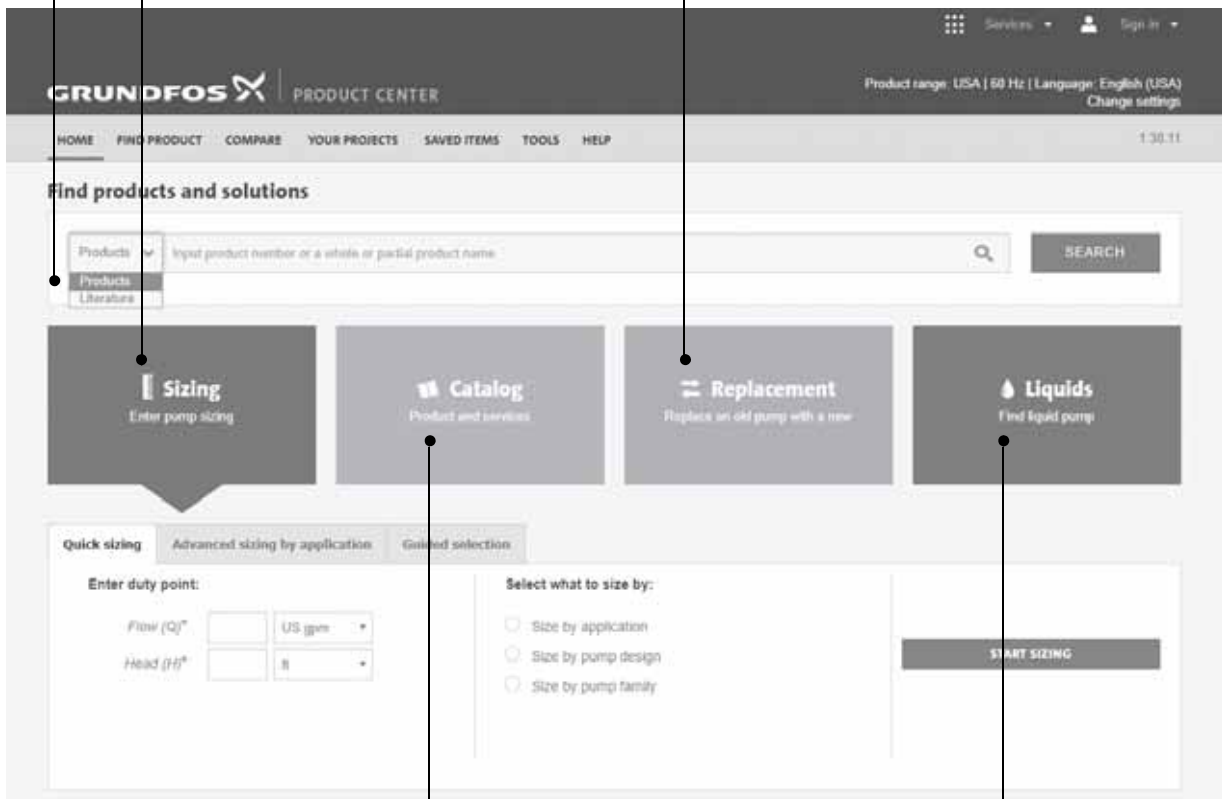 Services Sign in
GRUNDFOS PRODUCT CENTER
Product range: USA | 60 Hz | Language: English (USA)
Change settings
HOME FIND PRODUCT COMPARE YOUR PROJECTS SAVED ITEMS TOOLS HELP
1.38.11
Find products and solutions
Products Input product number or a whole or partial product name SEARCH
Products
Literature
Sizing
Enter pump sizing
Catalog
Product and services
Replacement
Replace an old pump with a new
Liquids
Find liquid pump
Quick sizing Advanced sizing by application Guided selection
Enter duty point:
Flow (Q)* US gpm
Head (H)* ft
Select what to size by:
Size by application
Size by pump design
Size by pump family
START SIZING